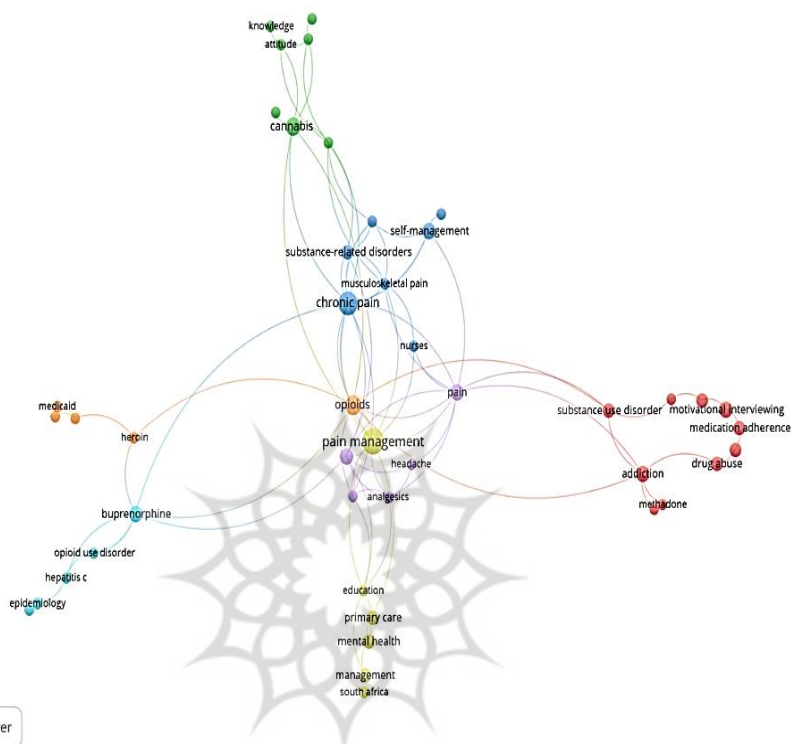 knowledge
attitude
cannabis
self-management
substance-related disorders
musculoskeletal pain
chronic pain
nurses
pain
medicaid
opioids
substance use disorder
motivational interviewing
medication adherence
heroin
pain management
headache
drug abuse
addiction
analgesics
methadone
buprenorphine
opioid use disorder
hepatitis c
education
epidemiology
primary care
mental health
management
south africa
er